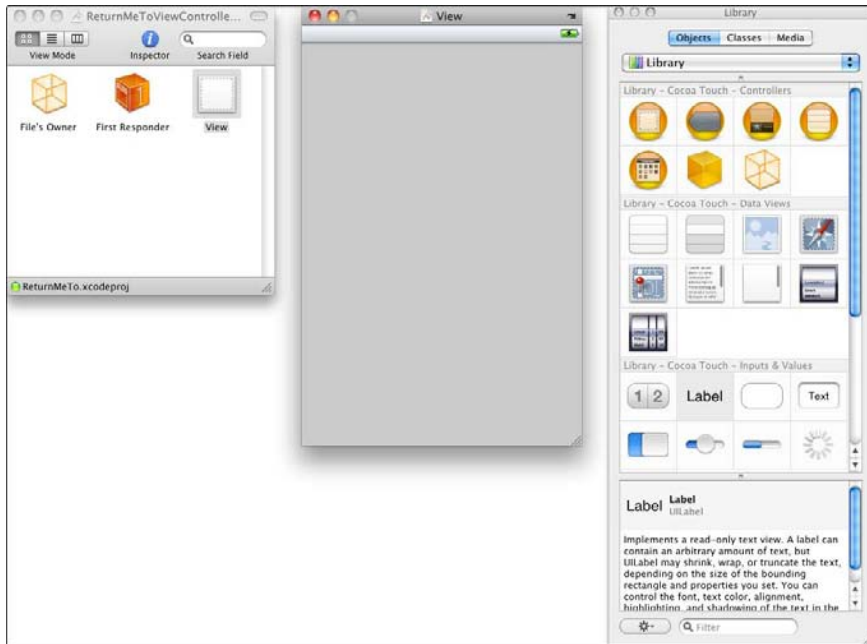 ReturnMeToViewControlle...
View Mode
Inspector
Search Field
File's Owner
First Responder
View
ReturnMeTo.xcodeproj
View
Library
Objects
Classes
Media
Library
Library – Cocoa Touch – Controllers
Library – Cocoa Touch – Data Views
Library – Cocoa Touch – Inputs & Values
1 2
Label
Text
Label
Label
UILabel
Implements a read-only text view. A label can
contain an arbitrary amount of text, but
UILabel may shrink, wrap, or truncate the text,
depending on the size of the bounding
rectangle and properties you set. You can
control the font, text color, alignment,
highlighting, and shadowing of the text in the
Filter